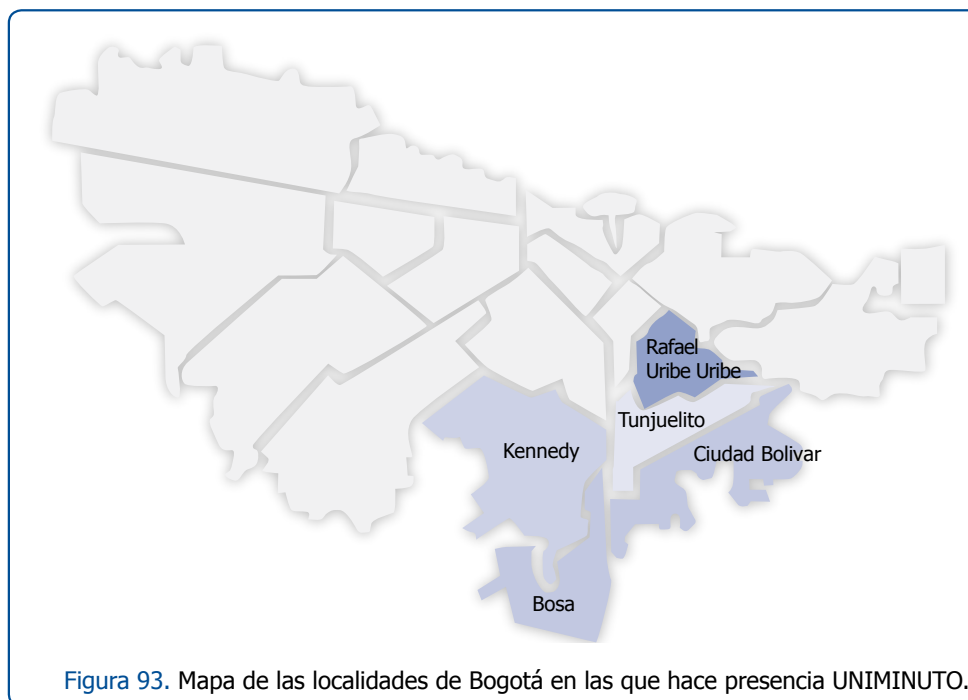 Rafael
Uribe Uribe
Tunjuelito
Kennedy
Ciudad Bolivar
Bosa
Figura 93. Mapa de las localidades de Bogotá en las que hace presencia UNIMINUTO.